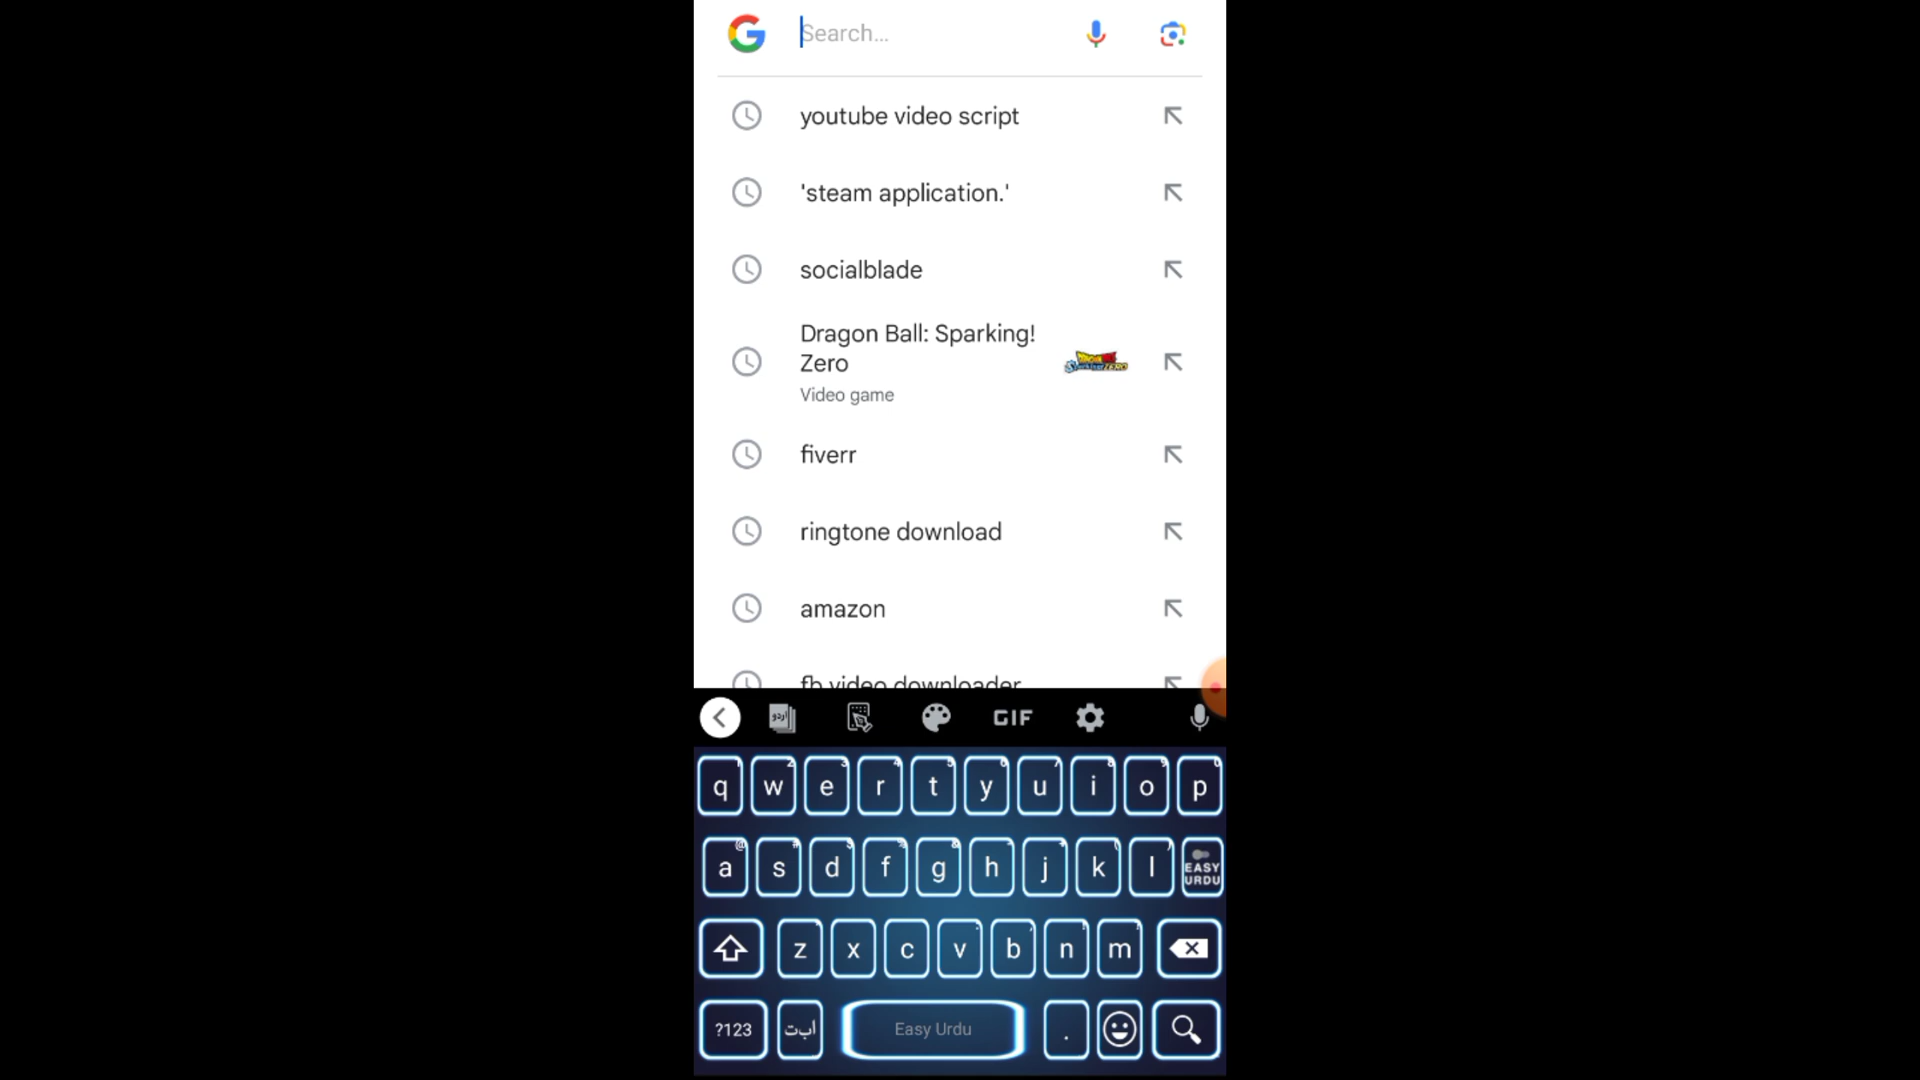 Search...
youtube video script
'steam application.'
socialblade
Dragon Ball: Sparking!
Zero
Video game
fiverr
ringtone download
amazon
fb video downloader
اردو GIF
q w e r t y u i o p
a s d f g h j k l EASY
URDU
z x c v b n m
?123 ا ب ت Easy Urdu .